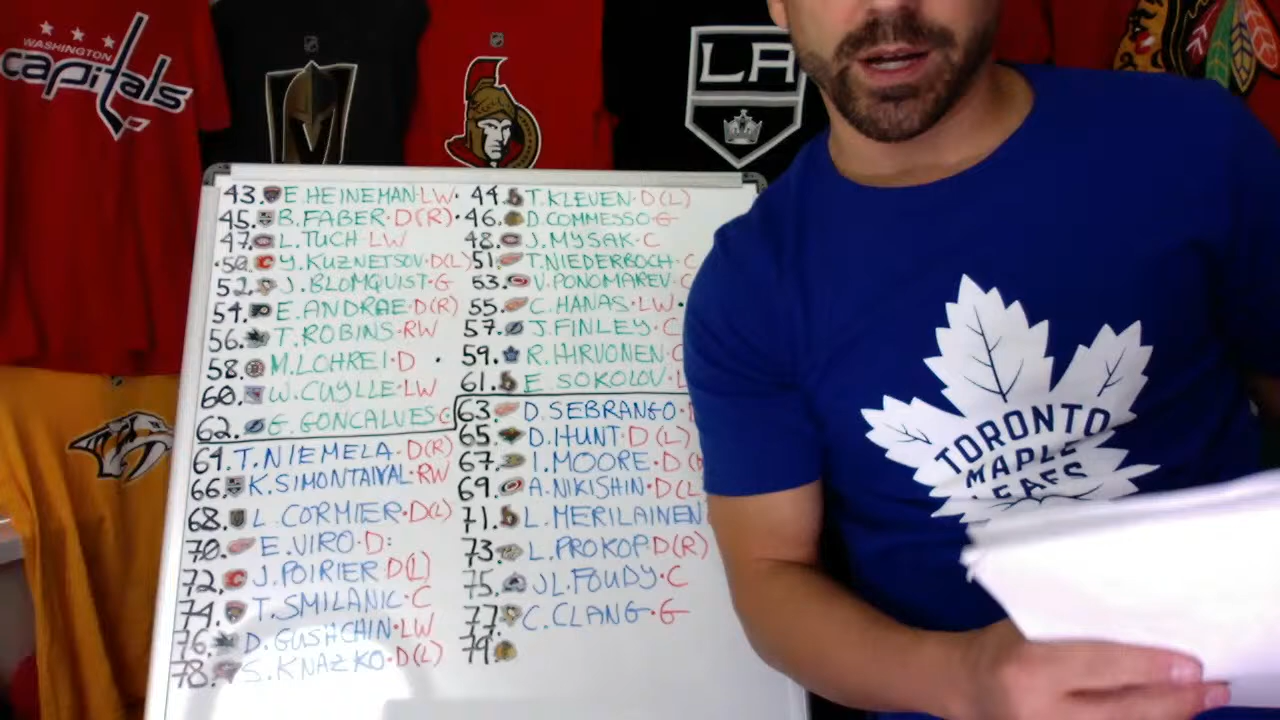 WASHINGTON
capitals
LA
43. E. HEINEMAN·LW· 44. T. KLEVEN·D(L)
45. B. FABER·D(R)· 46. D. COMMESSO·G
47. L. TUCH·LW 48. J. MYSAK·C
·50. Y. KUZNETSOV·D(L) 51. T. NIEDERBOCH·C
52. J. BLOMQUIST·G 53. V. PONOMAREV·C
54. E. ANDRAE·D(R) 55. C. HANAS·LW·
56. T. ROBINS·RW 57. J. FINLEY·C
58. M. LOHREI·D · 59. R. HIRVONEN·C
60. W. CUYLLE·LW 61. E. SOKOLOV·L
62. G. GONCALVES C 63. D. SEBRANGO·
64. T. NIEMELA·D(R) 65. D. HUNT·D(L)
66. K. SIMONTAIVAL·RW 67. I. MOORE·D(
68. L. CORMIER·D(L) 69. A. NIKISHIN·D(L
70. E. VIRO·D: 71. L. MERILAINEN
72. J. POIRIER D(L) 73. L. PROKOP D(R)
74. T. SMILANIC·C 75. JL. FOUDY·C
76. D. GUSHCHIN·LW 77. C. CLANG·G
78. S. KNAZKO·D(L) 79.
TORONTO
MAPLE
LEAFS